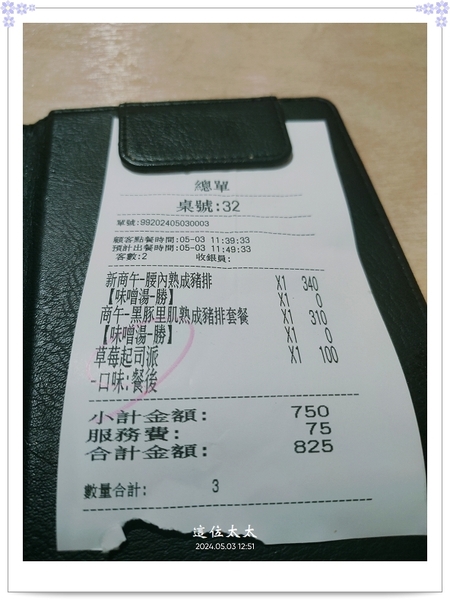 總單
桌號:32
單號:99202405030003
顧客點餐時間:05-03 11:39:33
預計出餐時間:05-03 11:49:33
客數:2 收銀員:
新商午-腰內熟成豬排 X1 340
【味噌湯-勝】 X1 0
商午-黑豚里肌熟成豬排套餐 X1 310
【味噌湯-勝】 X1 0
草莓起司派 X1 100
-口味:餐後
小計金額: 750
服務費: 75
合計金額: 825
數量合計: 3
這位太太
2024.05.03 12:51